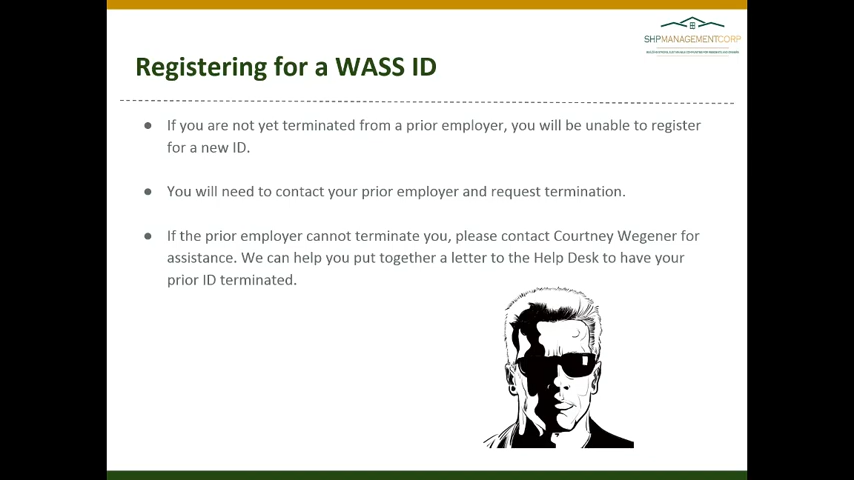 SHPMANAGEMENTCORP
Registering for a WASS ID
● If you are not yet terminated from a prior employer, you will be unable to register
for a new ID.
● You will need to contact your prior employer and request termination.
● If the prior employer cannot terminate you, please contact Courtney Wegener for
assistance. We can help you put together a letter to the Help Desk to have your
prior ID terminated.